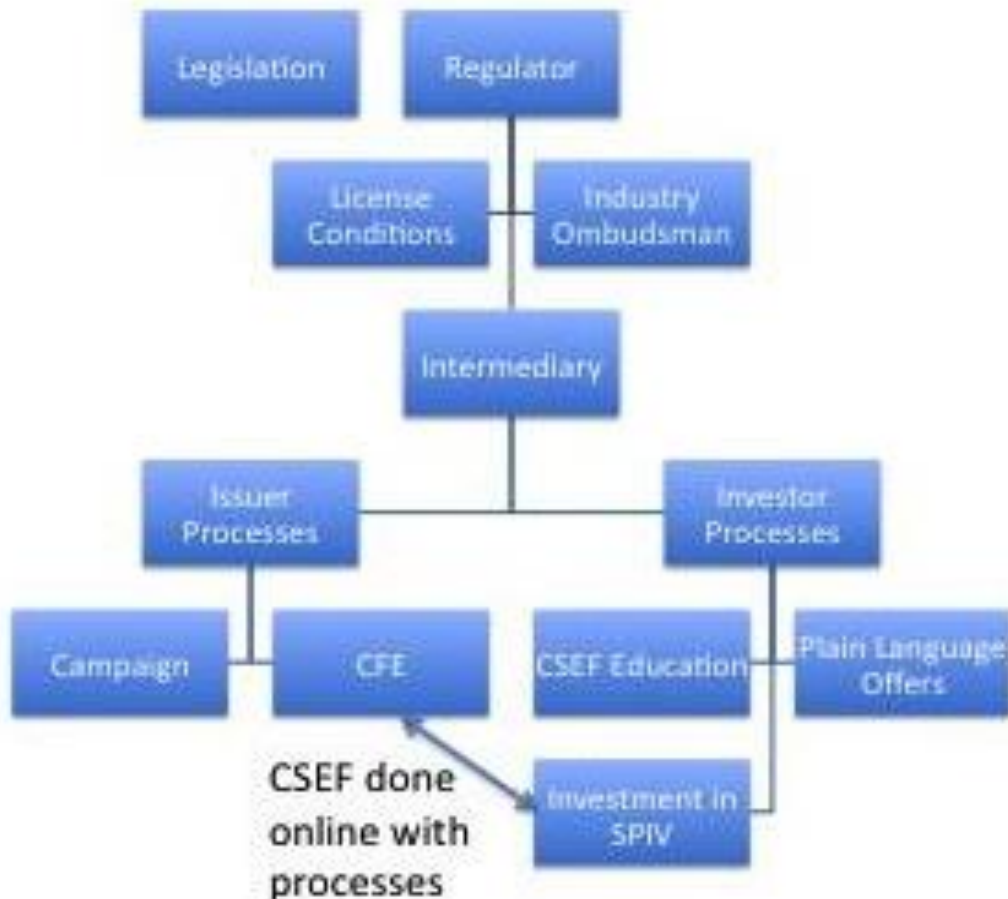 Legislation
Regulator
License
Conditions
Industry
Ombudsman
Intermediary
Issuer
Processes
Investor
Processes
Campaign
CFE
CSEF Education
Plain Language
Offers
CSEF done
online with
processes
Investment in
SPIV